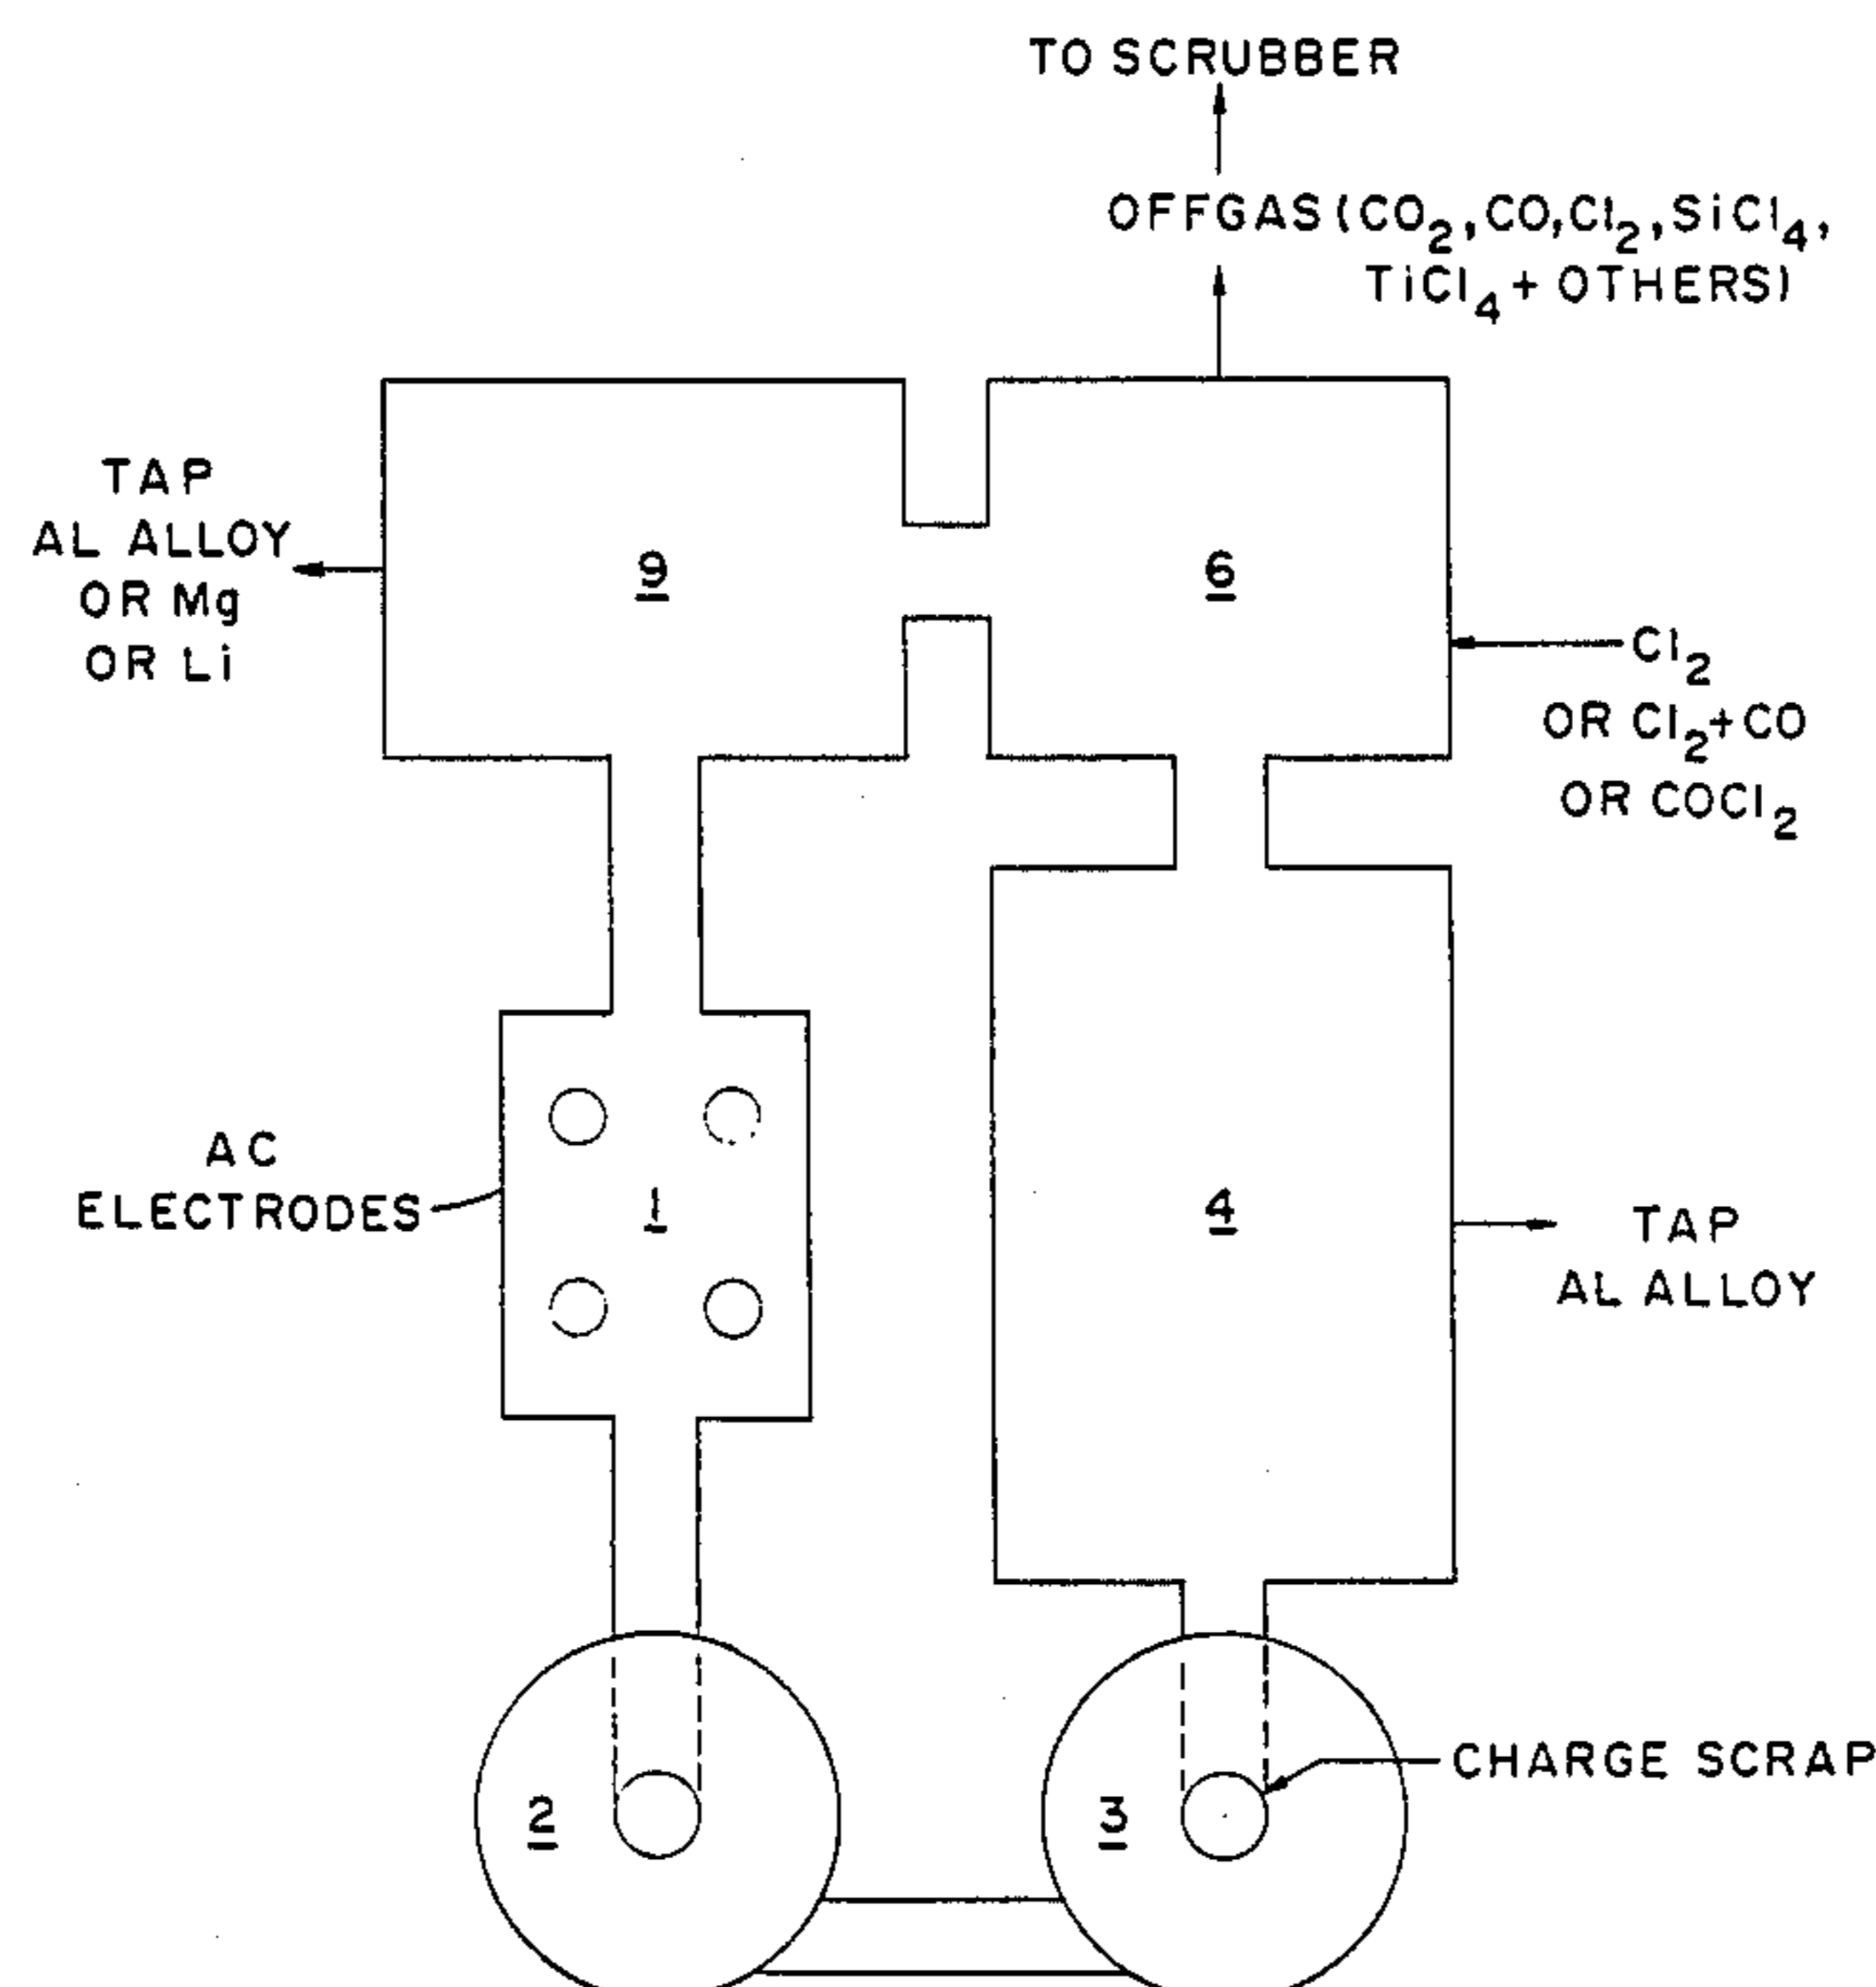 TO SCRUBBER
OFFGAS (CO2, CO, Cl2, SiCl4,
TiCl4 + OTHERS)
TAP
AL ALLOY
OR Mg
OR Li
9
6
Cl2
OR Cl2+CO
OR COCl2
AC
ELECTRODES
1
4
TAP
AL ALLOY
2
3
CHARGE SCRAP